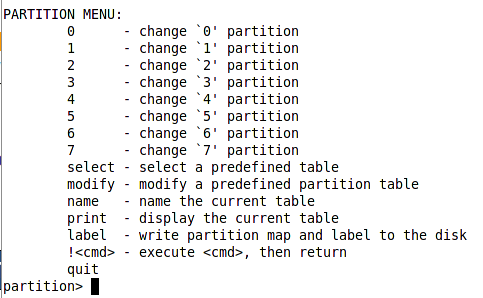 PARTITION MENU:
0 - change `0' partition
1 - change `1' partition
2 - change `2' partition
3 - change `3' partition
4 - change `4' partition
5 - change `5' partition
6 - change `6' partition
7 - change `7' partition
select - select a predefined table
modify - modify a predefined partition table
name - name the current table
print - display the current table
label - write partition map and label to the disk
!<cmd> - execute <cmd>, then return
quit
partition>